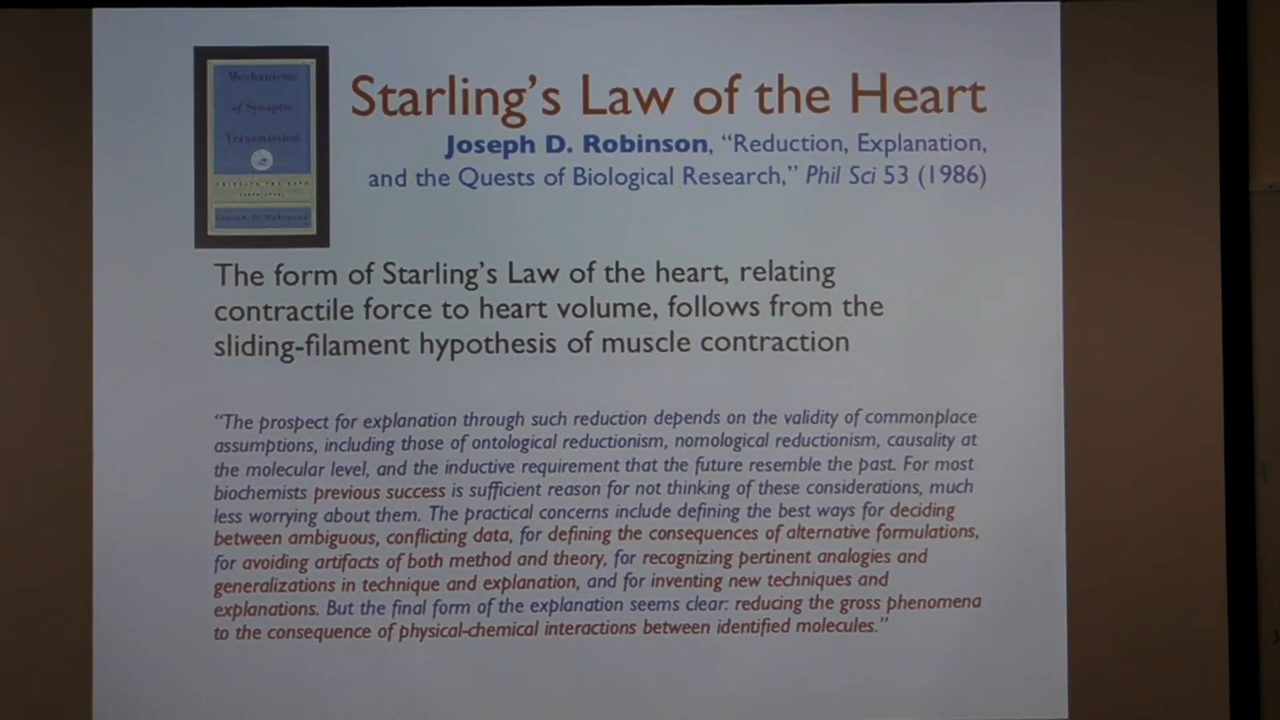 Mechanisms
of Synaptic
Transmission
Joseph D. Robinson
Starling's Law of the Heart
Joseph D. Robinson, “Reduction, Explanation,
and the Quests of Biological Research,” Phil Sci 53 (1986)
The form of Starling's Law of the heart, relating
contractile force to heart volume, follows from the
sliding-filament hypothesis of muscle contraction
“The prospect for explanation through such reduction depends on the validity of commonplace
assumptions, including those of ontological reductionism, nomological reductionism, causality at
the molecular level, and the inductive requirement that the future resemble the past. For most
biochemists previous success is sufficient reason for not thinking of these considerations, much
less worrying about them. The practical concerns include defining the best ways for deciding
between ambiguous, conflicting data, for defining the consequences of alternative formulations,
for avoiding artifacts of both method and theory, for recognizing pertinent analogies and
generalizations in technique and explanation, and for inventing new techniques and
explanations. But the final form of the explanation seems clear: reducing the gross phenomena
to the consequence of physical-chemical interactions between identified molecules.”